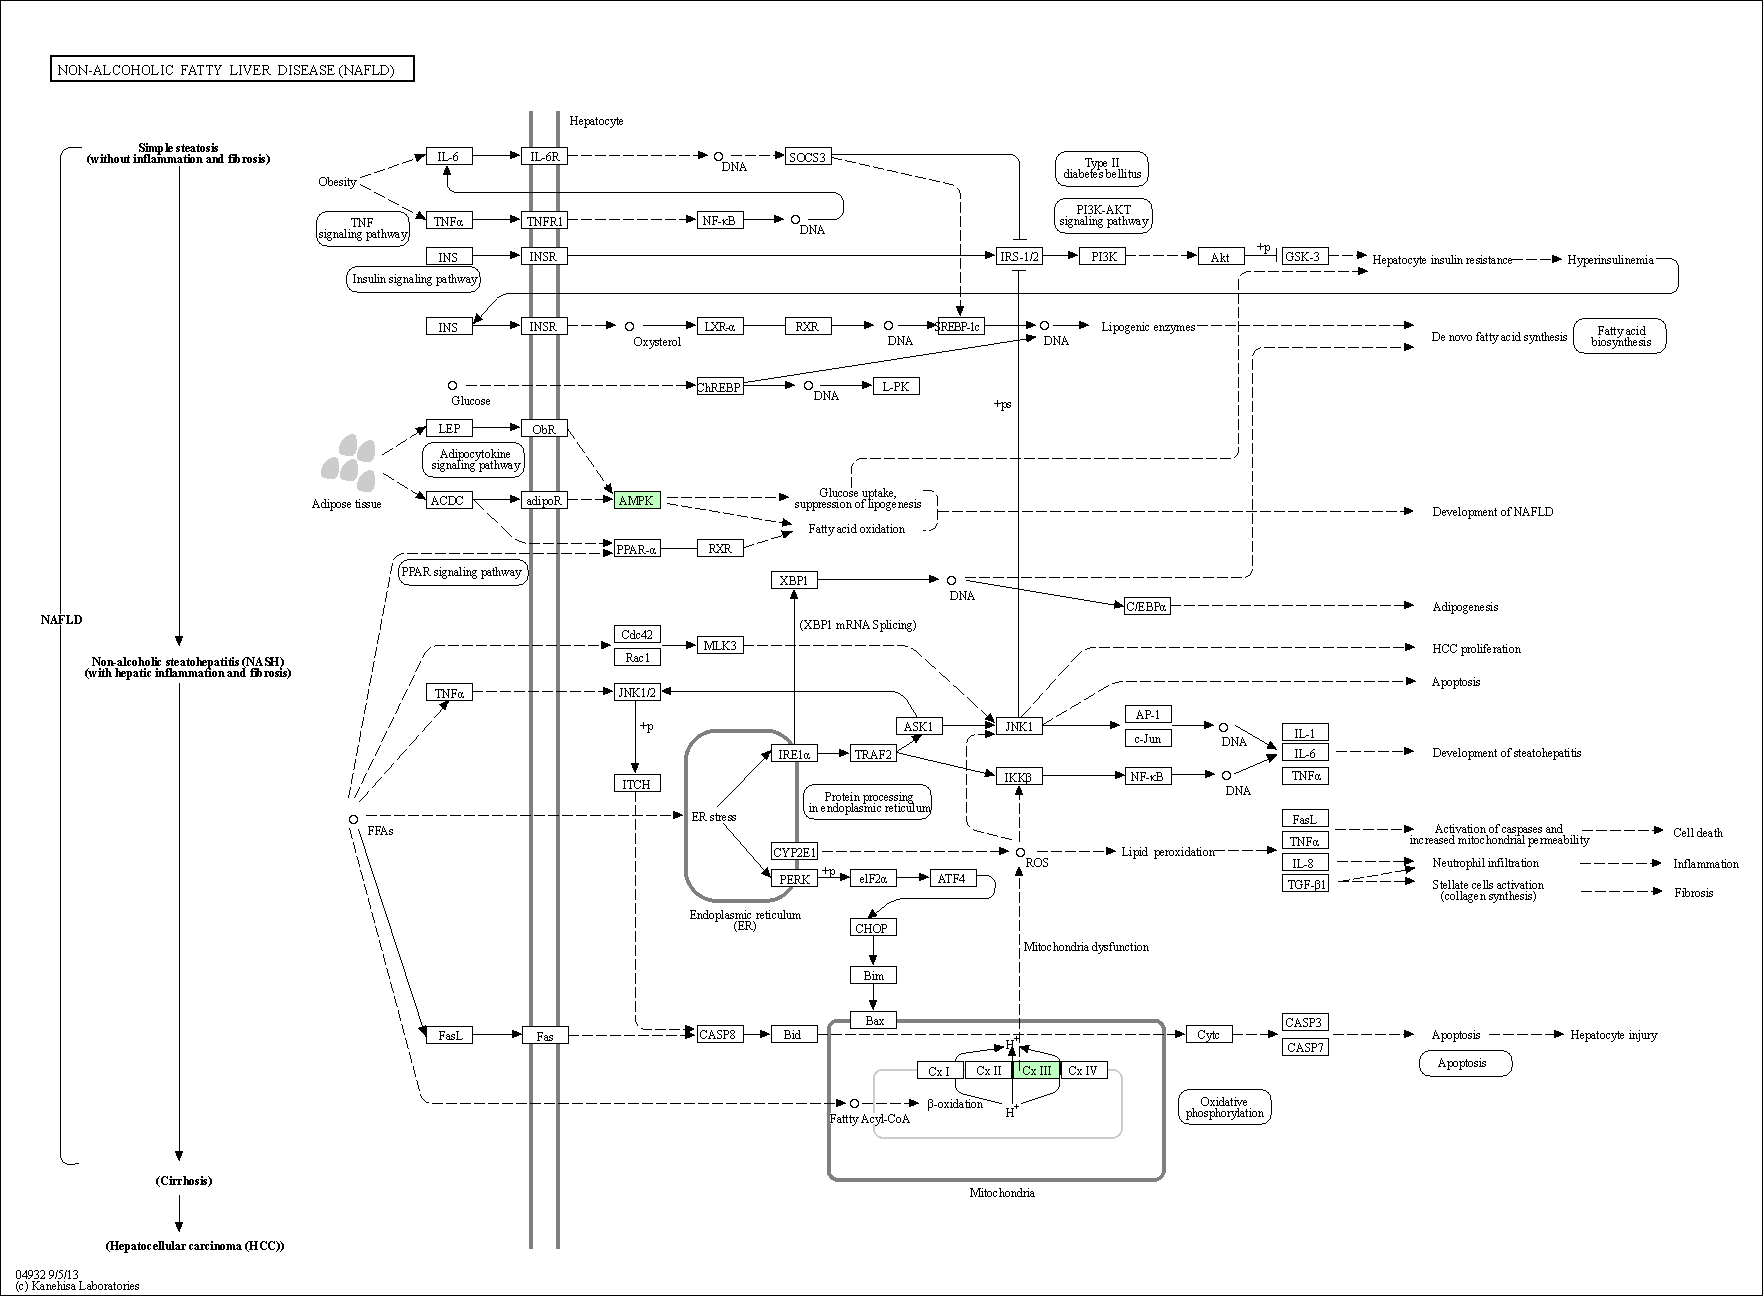 NON-ALCOHOLIC FATTY LIVER DISEASE (NAFLD)
Hepatocyte
Simple steatosis
(without inflammation and fibrosis)
NAFLD
Non-alcoholic steatohepatitis (NASH)
(with hepatic inflammation and fibrosis)
(Cirrhosis)
(Hepatocellular carcinoma (HCC))
Obesity
IL-6
IL-6R
DNA
SOCS3
Type II
diabetes bellitus
TNF
signaling pathway
TNFα
TNFR1
NF-κB
DNA
PI3K-AKT
signaling pathway
INS
INSR
IRS-1/2
PI3K
Akt
+p
GSK-3
Hepatocyte insulin resistance
Hyperinsulinemia
Insulin signaling pathway
INS
INSR
Oxysterol
LXR-α
RXR
DNA
SREBP-1c
DNA
Lipogenic enzymes
De novo fatty acid synthesis
Fatty acid
biosynthesis
Glucose
ChREBP
DNA
L-PK
+ps
LEP
ObR
Adipocytokine
signaling pathway
Adipose tissue
ACDC
adipoR
AMPK
Glucose uptake,
suppression of lipogenesis
Fatty acid oxidation
Development of NAFLD
PPAR-α
RXR
PPAR signaling pathway
XBP1
DNA
C/EBPα
Adipogenesis
(XBP1 mRNA Splicing)
Cdc42
Rac1
MLK3
HCC proliferation
Apoptosis
TNFα
JNK1/2
+p
ITCH
ASK1
JNK1
AP-1
c-Jun
DNA
IL-1
IL-6
TNFα
Development of steatohepatitis
IRE1α
TRAF2
IKKβ
NF-κB
DNA
Protein processing
in endoplasmic reticulum
FFAs
ER stress
CYP2E1
PERK
+p
eIF2α
ATF4
ROS
Lipid peroxidation
FasL
TNFα
IL-8
TGF-β1
Activation of caspases and
increased mitochondrial permeability
Cell death
Neutrophil infiltration
Inflammation
Stellate cells activation
(collagen synthesis)
Fibrosis
Endoplasmic reticulum
(ER)
CHOP
Bim
Bax
Mitochondria dysfunction
FasL
Fas
CASP8
Bid
Cytc
CASP3
CASP7
Apoptosis
Hepatocyte injury
Apoptosis
H+
Cx I
Cx II
Cx III
Cx IV
H+
Fattty Acyl-CoA
β-oxidation
Oxidative
phosphorylation
Mitochondria
04932 9/5/13
(c) Kanehisa Laboratories